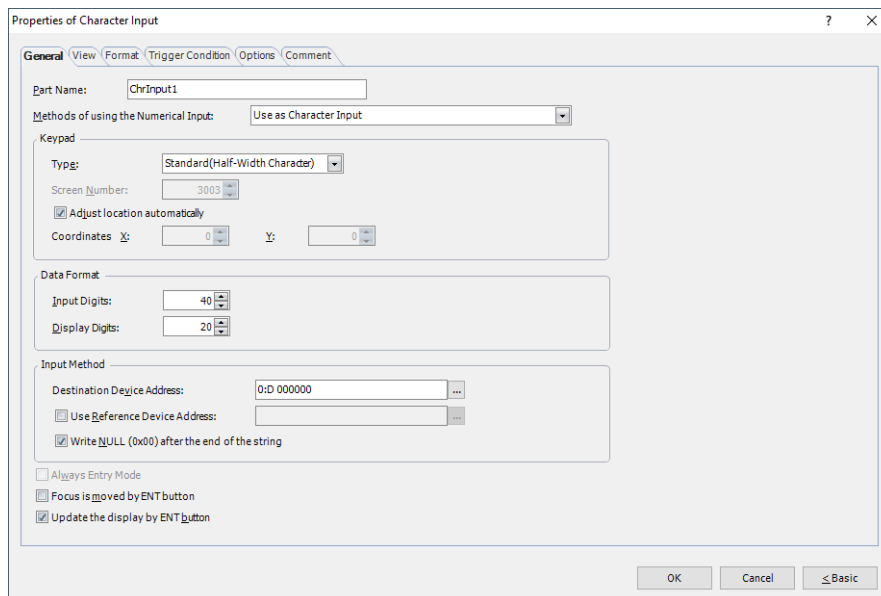 Properties of Character Input ?
General View Format Trigger Condition Options Comment
Part Name: ChrInput1
Methods of using the Numerical Input: Use as Character Input
Keypad
Type: Standard(Half-Width Character)
Screen Number: 3003
Adjust location automatically
Coordinates X: 0 Y: 0
Data Format
Input Digits: 40
Display Digits: 20
Input Method
Destination Device Address: 0:D 000000 ...
Use Reference Device Address: ...
Write NULL (0x00) after the end of the string
Always Entry Mode
Focus is moved by ENT button
Update the display by ENT button
OK Cancel < Basic